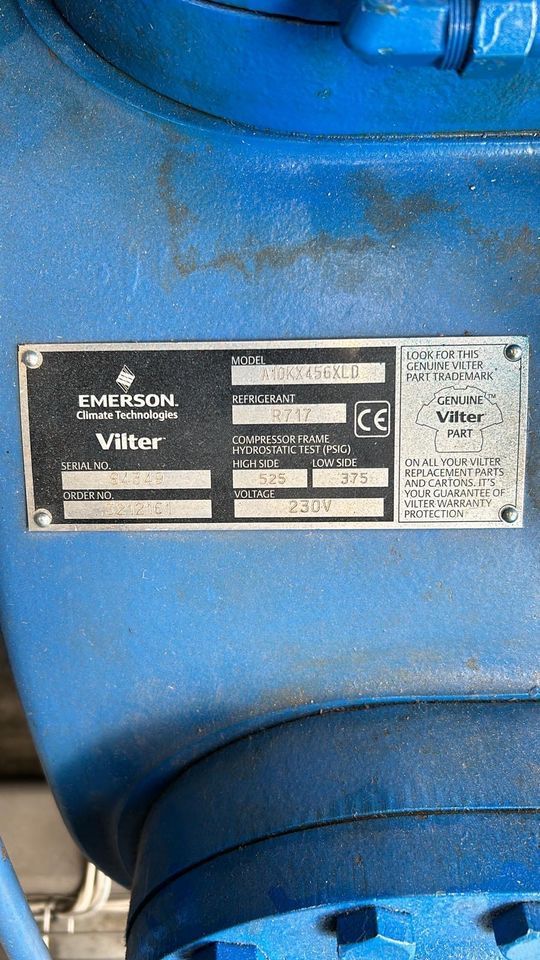 EMERSON.
Climate Technologies
Vilter™
SERIAL NO.
ORDER NO.
MODEL
A10KX456XLD
REFRIGERANT
R717
CE
COMPRESSOR FRAME
HYDROSTATIC TEST (PSIG)
HIGH SIDE LOW SIDE
525 375
VOLTAGE
230V
LOOK FOR THIS
GENUINE VILTER
PART TRADEMARK
GENUINE ™
Vilter
PART
ON ALL YOUR VILTER
REPLACEMENT PARTS
AND CARTONS. IT'S
YOUR GUARANTEE OF
VILTER WARRANTY
PROTECTION